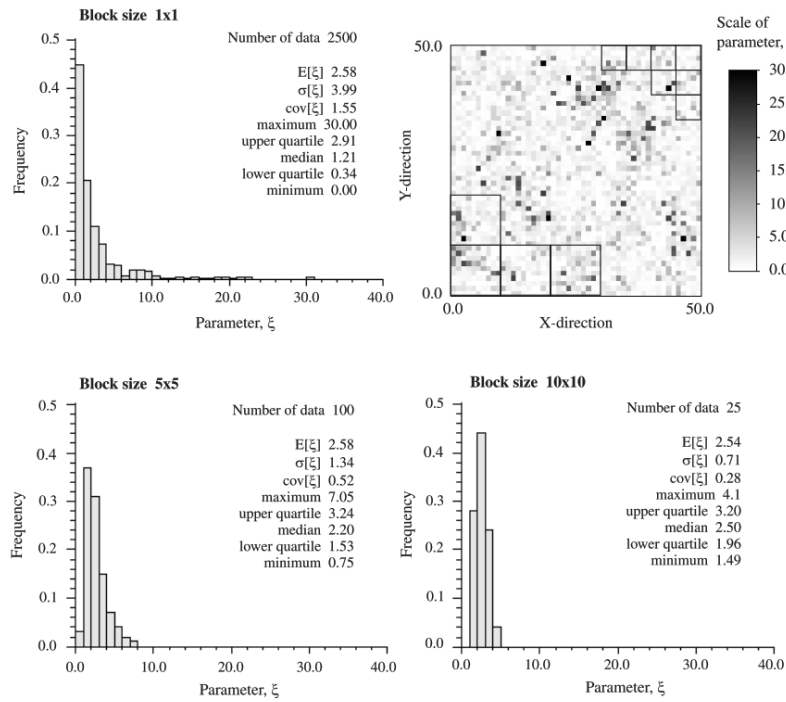 Block size 1x1
0.5
0.4
0.3
0.2
0.1
0.0
Frequency
Number of data 2500
E[ξ] 2.58
σ[ξ] 3.99
cov[ξ] 1.55
maximum 30.00
upper quartile 2.91
median 1.21
lower quartile 0.34
minimum 0.00
0.0 10.0 20.0 30.0 40.0
Parameter, ξ
50.0
Y-direction
0.0
0.0 50.0
X-direction
Scale of
parameter,
30
25
20
15
10
5.0
0.0
Block size 5x5
0.5
0.4
0.3
0.2
0.1
0.0
Frequency
Number of data 100
E[ξ] 2.58
σ[ξ] 1.34
cov[ξ] 0.52
maximum 7.05
upper quartile 3.24
median 2.20
lower quartile 1.53
minimum 0.75
0.0 10.0 20.0 30.0 40.0
Parameter, ξ
Block size 10x10
0.5
0.4
0.3
0.2
0.1
0.0
Frequency
Number of data 25
E[ξ] 2.54
σ[ξ] 0.71
cov[ξ] 0.28
maximum 4.1
upper quartile 3.20
median 2.50
lower quartile 1.96
minimum 1.49
0.0 10.0 20.0 30.0 40.0
Parameter, ξ